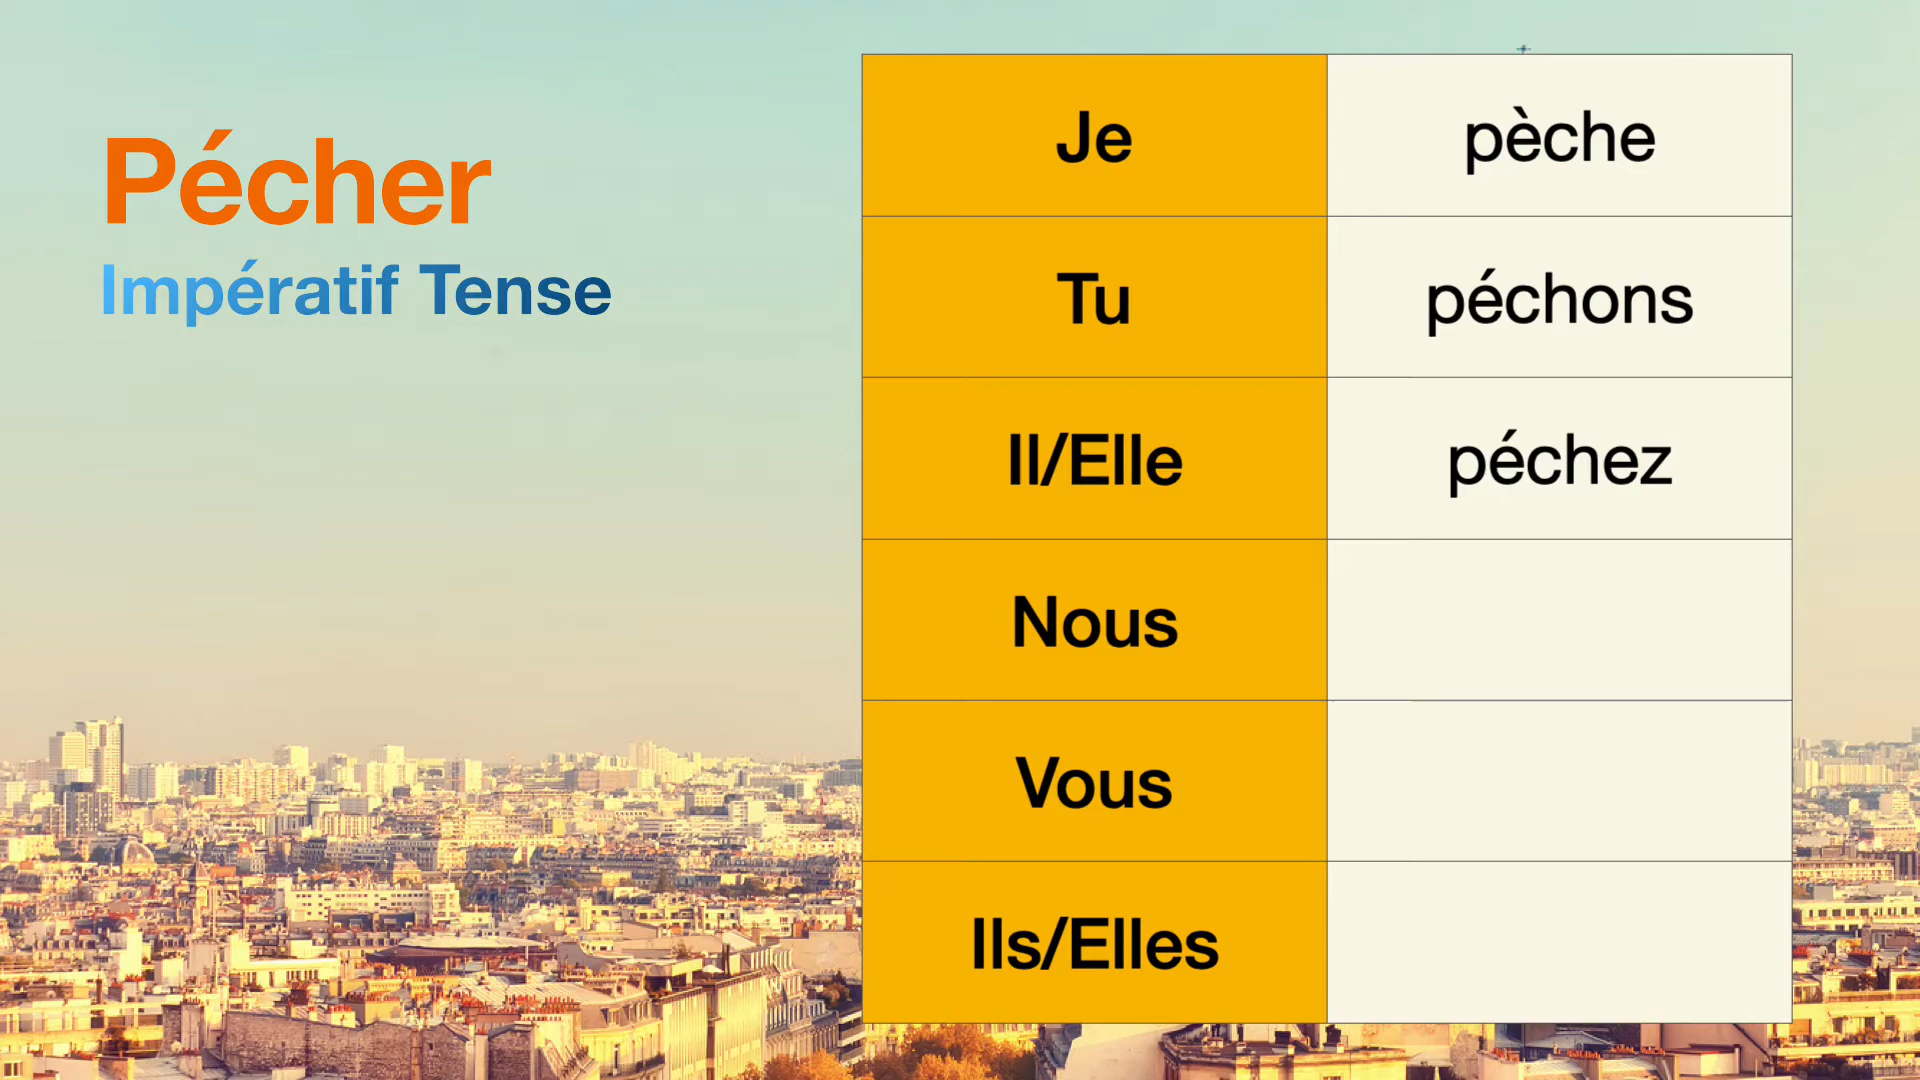 Pécher
Impératif Tense
Je pèche
Tu péchons
Il/Elle péchez
Nous
Vous
Ils/Elles